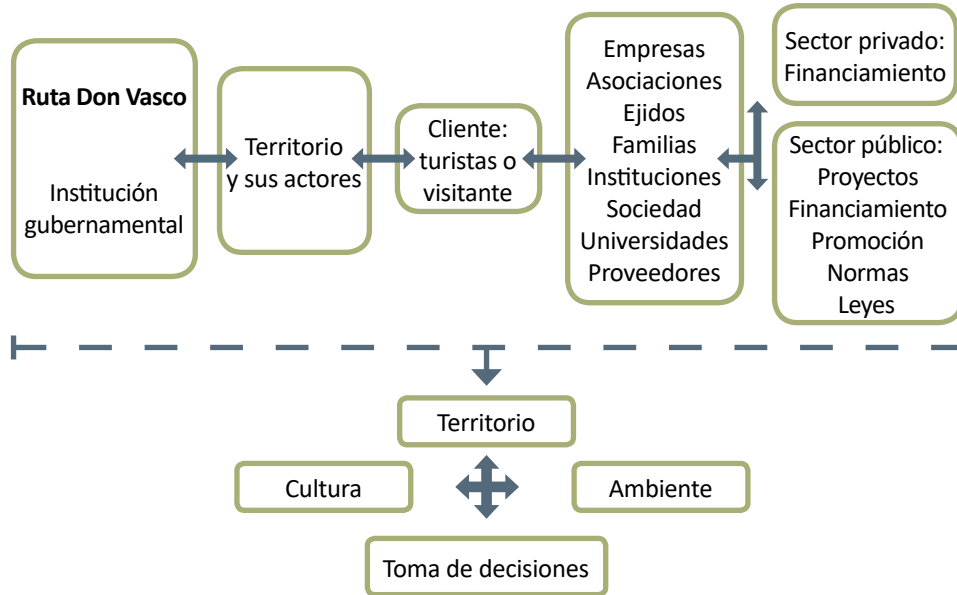 Ruta Don Vasco
Institución
gubernamental
Territorio
y sus actores
Cliente:
turistas o
visitante
Empresas
Asociaciones
Ejidos
Familias
Instituciones
Sociedad
Universidades
Proveedores
Sector privado:
Financiamiento
Sector público:
Proyectos
Financiamiento
Promoción
Normas
Leyes
Territorio
Cultura
Ambiente
Toma de decisiones